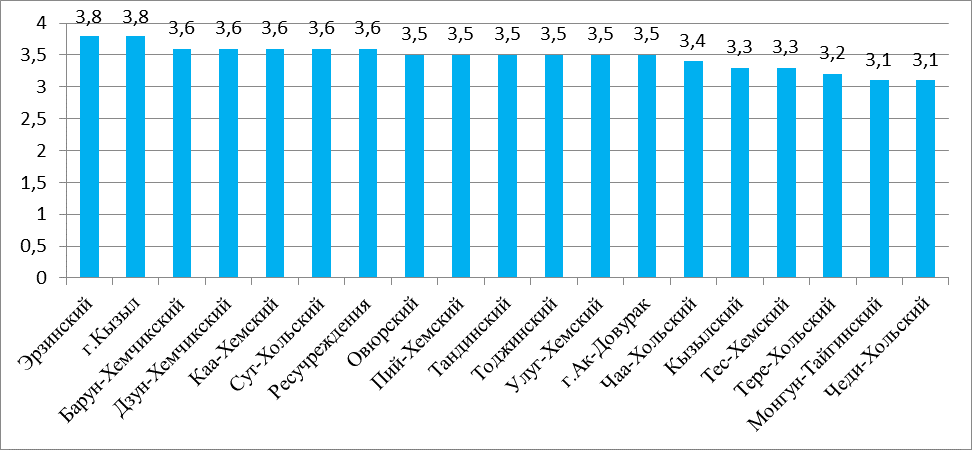 4
3,5
3
2,5
2
1,5
1
0,5
0
3,8
3,8
3,6
3,6
3,6
3,6
3,6
3,5
3,5
3,5
3,5
3,5
3,5
3,4
3,3
3,3
3,2
3,1
3,1
Эрзинский
г.Кызыл
Барун-Хемчикский
Дзун-Хемчикский
Каа-Хемский
Сут-Хольский
Ресучреждения
Овюрский
Пий-Хемский
Тандинский
Тоджинский
Улуг-Хемский
г.Ак-Довурак
Чаа-Хольский
Кызылский
Тес-Хемский
Тере-Хольский
Монгун-Тайгинский
Чеди-Хольский